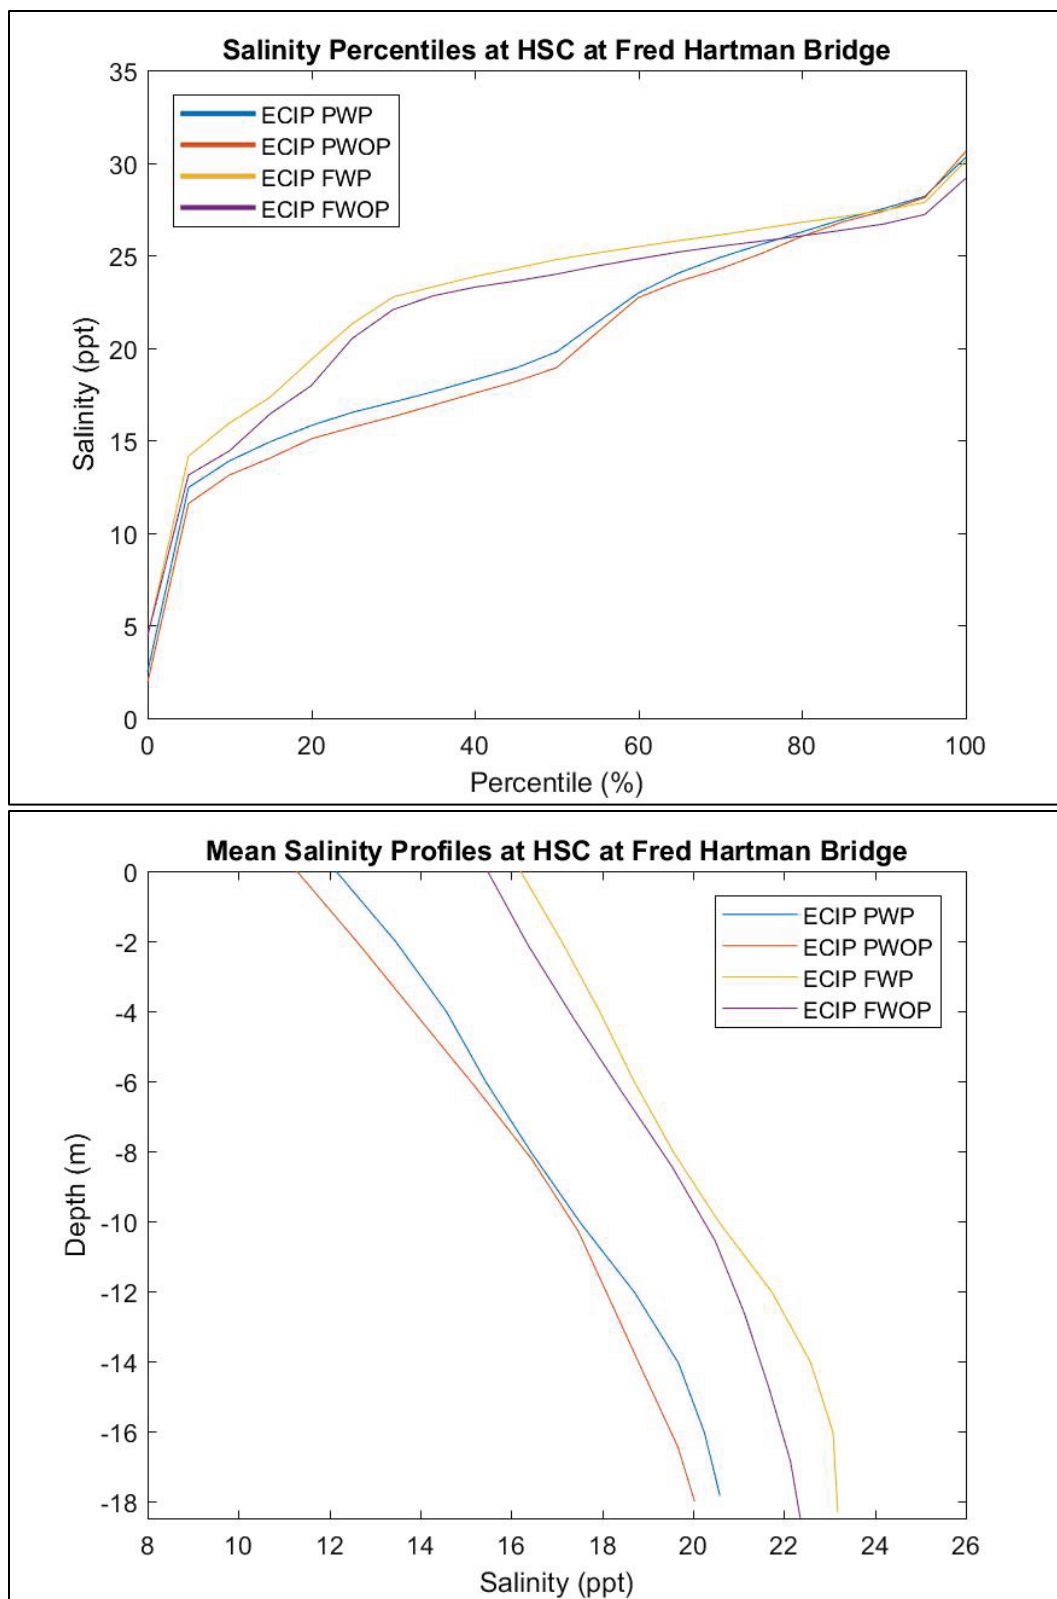 Salinity Percentiles at HSC at Fred Hartman Bridge
35
30
25
20
15
10
5
0
Salinity (ppt)
ECIP PWP
ECIP PWOP
ECIP FWP
ECIP FWOP
0 20 40 60 80 100
Percentile (%)
Mean Salinity Profiles at HSC at Fred Hartman Bridge
0
-2
-4
-6
-8
-10
-12
-14
-16
-18
Depth (m)
ECIP PWP
ECIP PWOP
ECIP FWP
ECIP FWOP
8 10 12 14 16 18 20 22 24 26
Salinity (ppt)